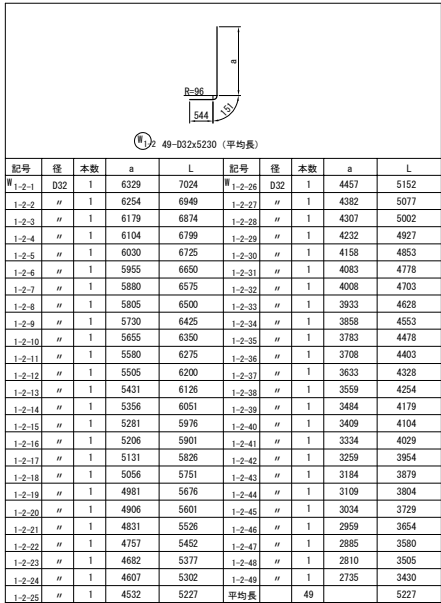 a
R=96
544
151
W1-2 49-D32x5230 (平均長)
記号 径 本数 a L 記号 径 本数 a L
W1-2-1 D32 1 6329 7024 W1-2-26 D32 1 4457 5152
1-2-2 〃 1 6254 6949 1-2-27 〃 1 4382 5077
1-2-3 〃 1 6179 6874 1-2-28 〃 1 4307 5002
1-2-4 〃 1 6104 6799 1-2-29 〃 1 4232 4927
1-2-5 〃 1 6030 6725 1-2-30 〃 1 4158 4853
1-2-6 〃 1 5955 6650 1-2-31 〃 1 4083 4778
1-2-7 〃 1 5880 6575 1-2-32 〃 1 4008 4703
1-2-8 〃 1 5805 6500 1-2-33 〃 1 3933 4628
1-2-9 〃 1 5730 6425 1-2-34 〃 1 3858 4553
1-2-10 〃 1 5655 6350 1-2-35 〃 1 3783 4478
1-2-11 〃 1 5580 6275 1-2-36 〃 1 3708 4403
1-2-12 〃 1 5505 6200 1-2-37 〃 1 3633 4328
1-2-13 〃 1 5431 6126 1-2-38 〃 1 3559 4254
1-2-14 〃 1 5356 6051 1-2-39 〃 1 3484 4179
1-2-15 〃 1 5281 5976 1-2-40 〃 1 3409 4104
1-2-16 〃 1 5206 5901 1-2-41 〃 1 3334 4029
1-2-17 〃 1 5131 5826 1-2-42 〃 1 3259 3954
1-2-18 〃 1 5056 5751 1-2-43 〃 1 3184 3879
1-2-19 〃 1 4981 5676 1-2-44 〃 1 3109 3804
1-2-20 〃 1 4906 5601 1-2-45 〃 1 3034 3729
1-2-21 〃 1 4831 5526 1-2-46 〃 1 2959 3654
1-2-22 〃 1 4757 5452 1-2-47 〃 1 2885 3580
1-2-23 〃 1 4682 5377 1-2-48 〃 1 2810 3505
1-2-24 〃 1 4607 5302 1-2-49 〃 1 2735 3430
1-2-25 〃 1 4532 5227 平均長 49 5227